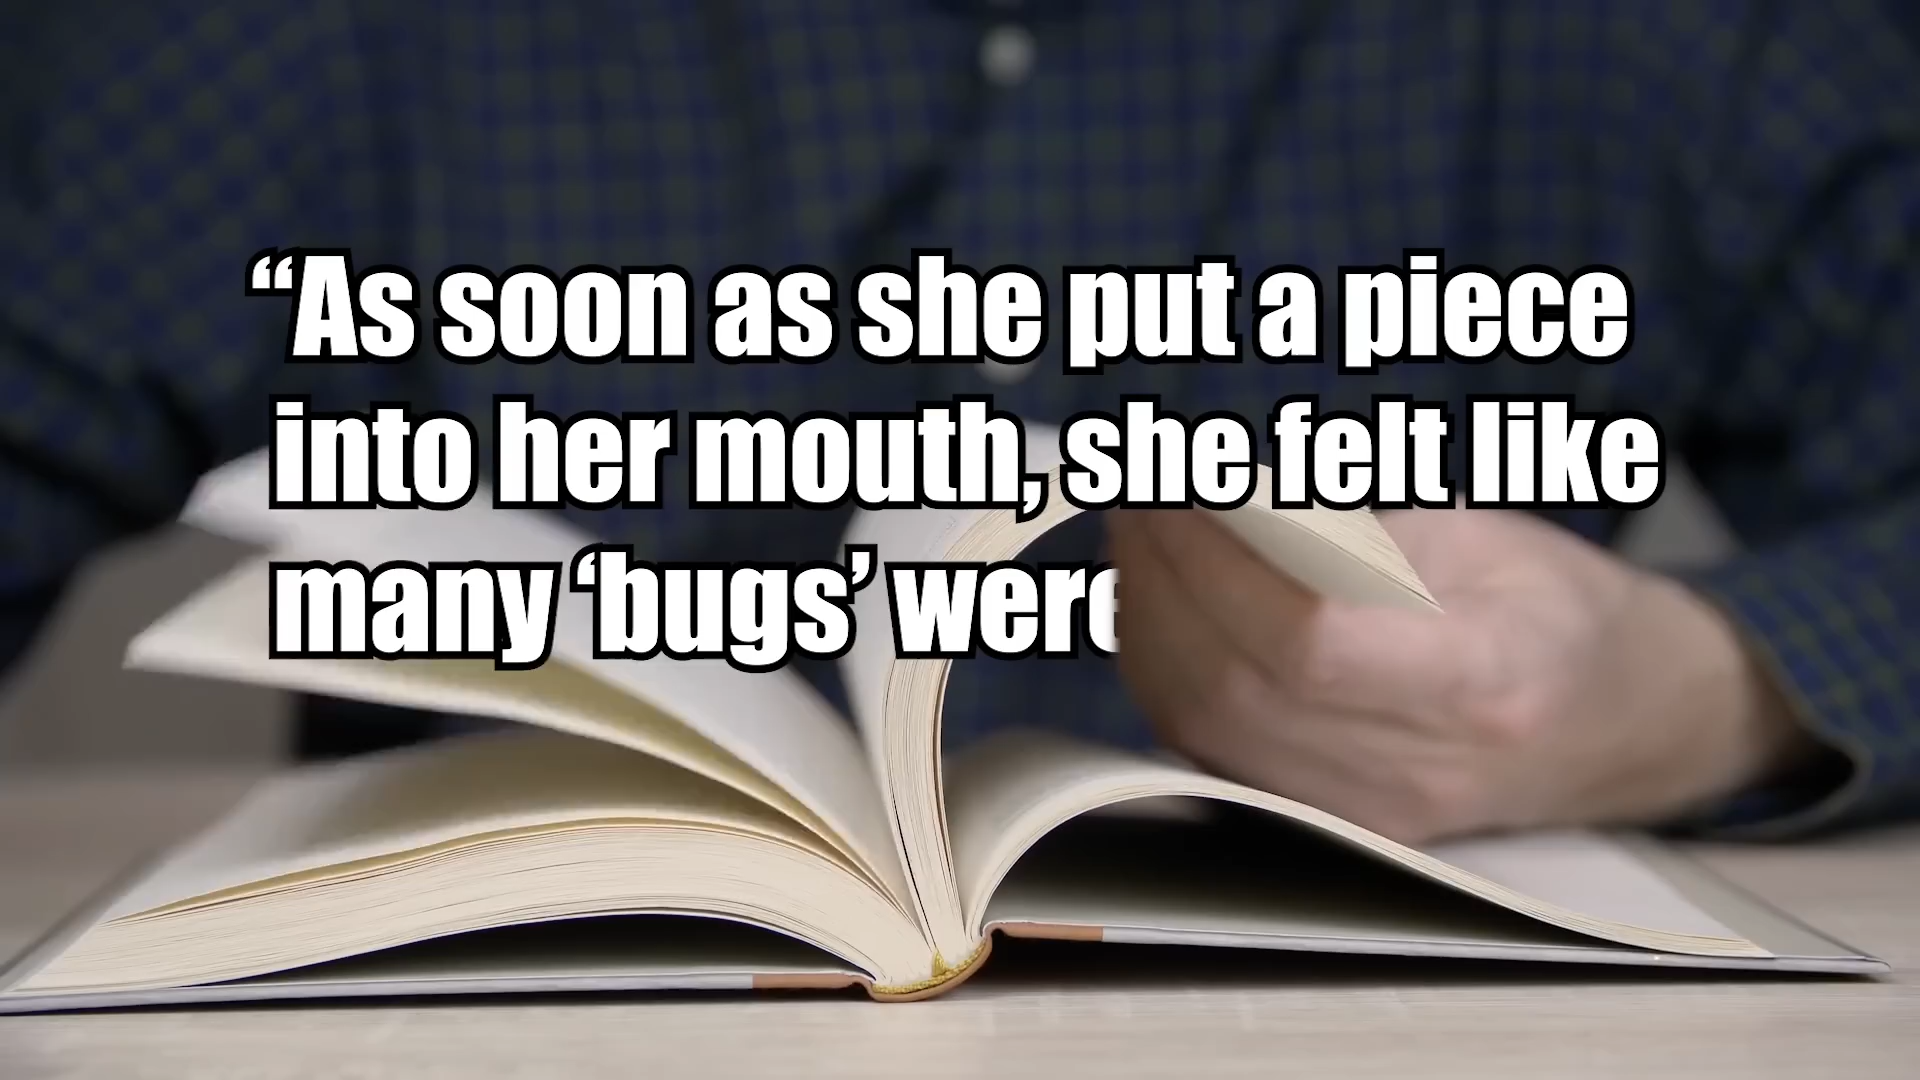 “As soon as she put a piece
into her mouth, she felt like
many ‘bugs’ were